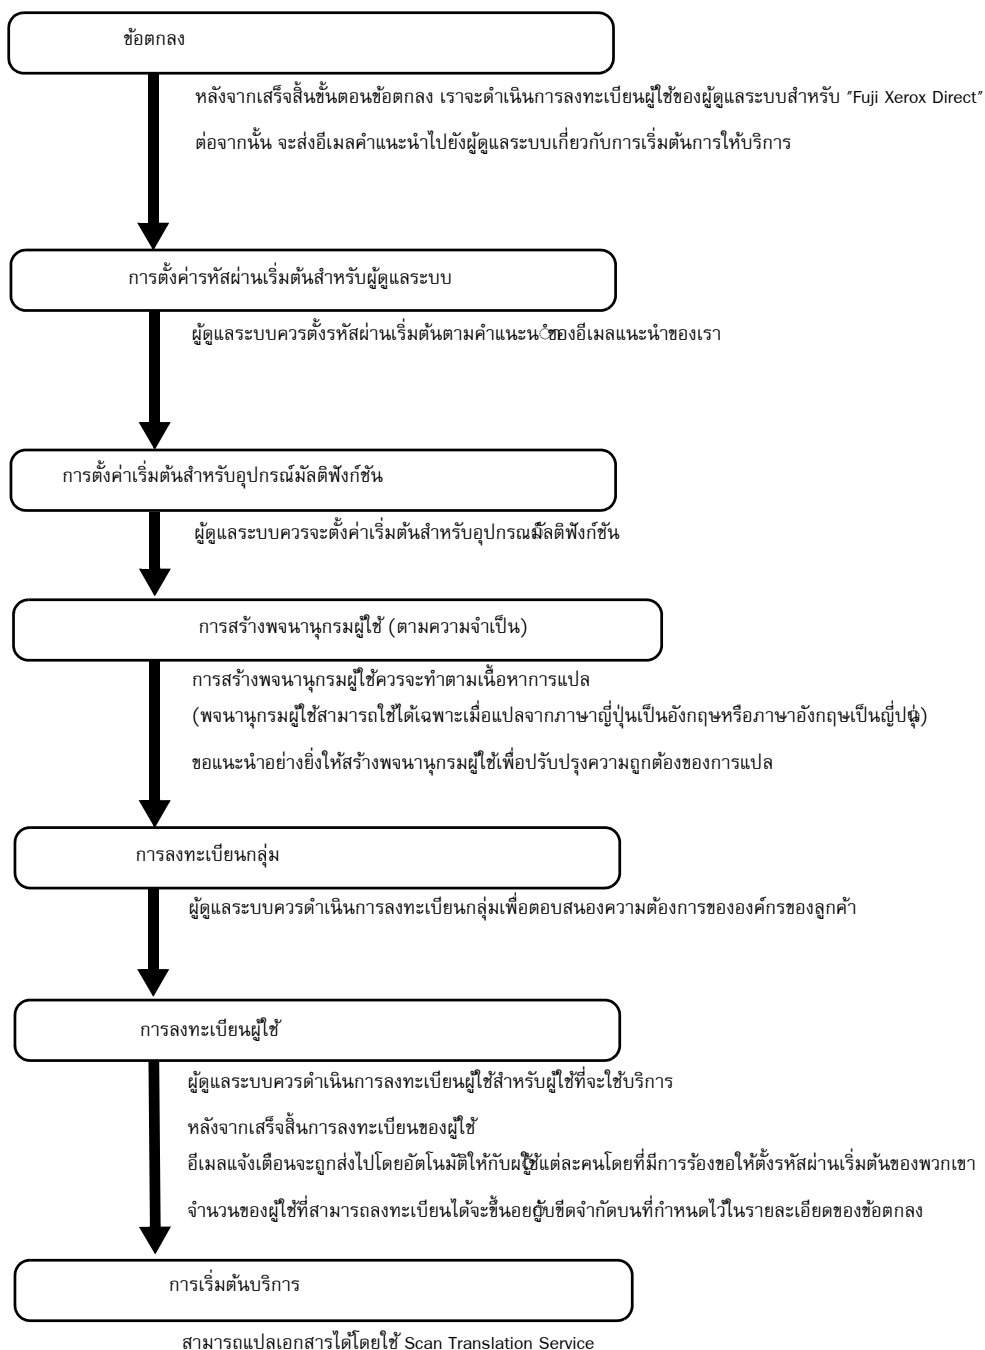 ข้อตกลง
หลังจากเสร็จสิ้นขั้นตอนข้อตกลง เราจะดำเนินการลงทะเบียนผู้ใช้ของผู้ดูแลระบบสำหรับ "Fuji Xerox Direct"
ต่อจากนั้น จะส่งอีเมลคำแนะนำไปยังผู้ดูแลระบบเกี่ยวกับการเริ่มต้นการให้บริการ
การตั้งค่ารหัสผ่านเริ่มต้นสำหรับผู้ดูแลระบบ
ผู้ดูแลระบบควรตั้งรหัสผ่านเริ่มต้นตามคำแนะนำของอีเมลแนะนำของเรา
การตั้งค่าเริ่มต้นสำหรับอุปกรณ์มัลติฟังก์ชัน
ผู้ดูแลระบบควรจะตั้งค่าเริ่มต้นสำหรับอุปกรณ์มัลติฟังก์ชัน
การสร้างพจนานุกรมผู้ใช้ (ตามความจำเป็น)
การสร้างพจนานุกรมผู้ใช้ควรจะทำตามเนื้อหาการแปล
(พจนานุกรมผู้ใช้สามารถใช้ได้เฉพาะเมื่อแปลจากภาษาญี่ปุ่นเป็นอังกฤษหรือภาษาอังกฤษเป็นญี่ปุ่น)
ขอแนะนำอย่างยิ่งให้สร้างพจนานุกรมผู้ใช้เพื่อปรับปรุงความถูกต้องของการแปล
การลงทะเบียนกลุ่ม
ผู้ดูแลระบบควรดำเนินการลงทะเบียนกลุ่มเพื่อตอบสนองความต้องการขององค์กรของลูกค้า
การลงทะเบียนผู้ใช้
ผู้ดูแลระบบควรดำเนินการลงทะเบียนผู้ใช้สำหรับผู้ใช้ที่จะใช้บริการ
หลังจากเสร็จสิ้นการลงทะเบียนของผู้ใช้
อีเมลแจ้งเตือนจะถูกส่งไปโดยอัตโนมัติให้กับผู้ใช้แต่ละคนโดยที่มีการร้องขอให้ตั้งรหัสผ่านเริ่มต้นของพวกเขา
จำนวนของผู้ใช้ที่สามารถลงทะเบียนได้จะขึ้นอยู่กับขีดจำกัดบนที่กำหนดไว้ในรายละเอียดของข้อตกลง
การเริ่มต้นบริการ
สามารถแปลเอกสารได้โดยใช้ Scan Translation Service